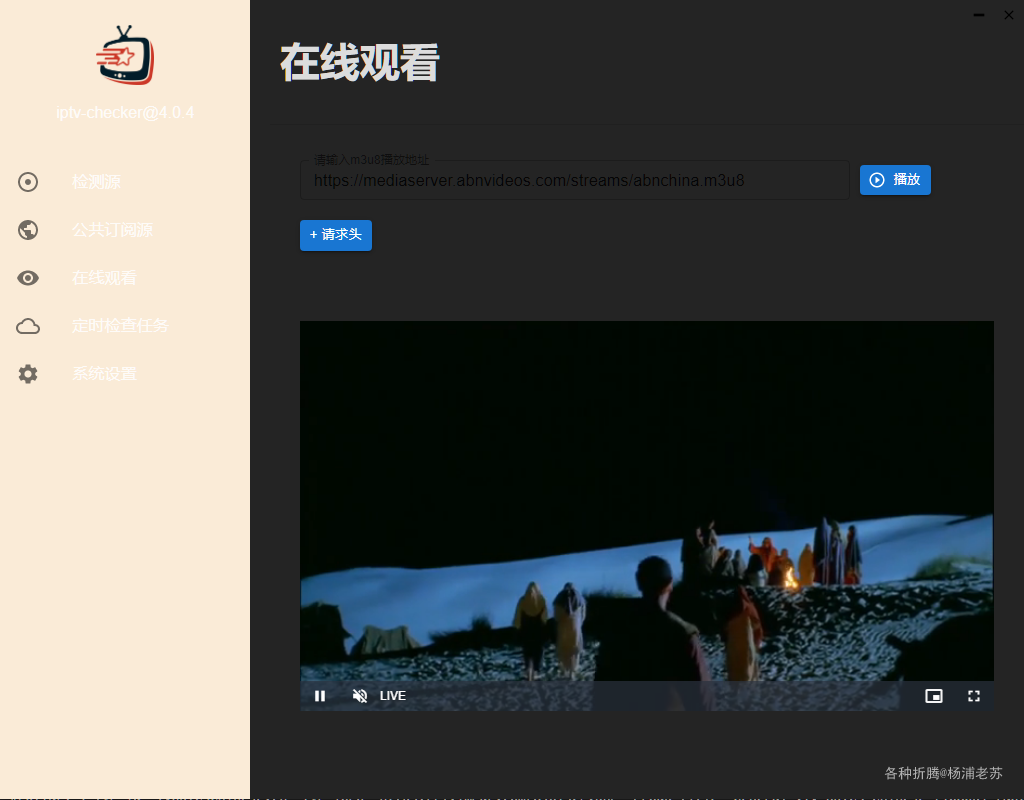 iptv-checker@4.0.4
检测源
公共订阅源
在线观看
定时检查任务
系统设置
在线观看
请输入m3u8播放地址
https://mediaserver.abnvideos.com/streams/abnchina.m3u8
播放
+ 请求头
LIVE
各种折腾@杨浦老苏